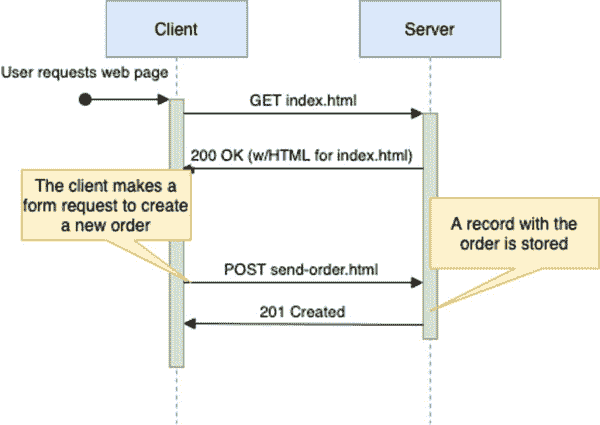 Client
Server
User requests web page
GET index.html
200 OK (w/HTML for index.html)
The client makes a
form request to create
a new order
A record with the
order is stored
POST send-order.html
201 Created